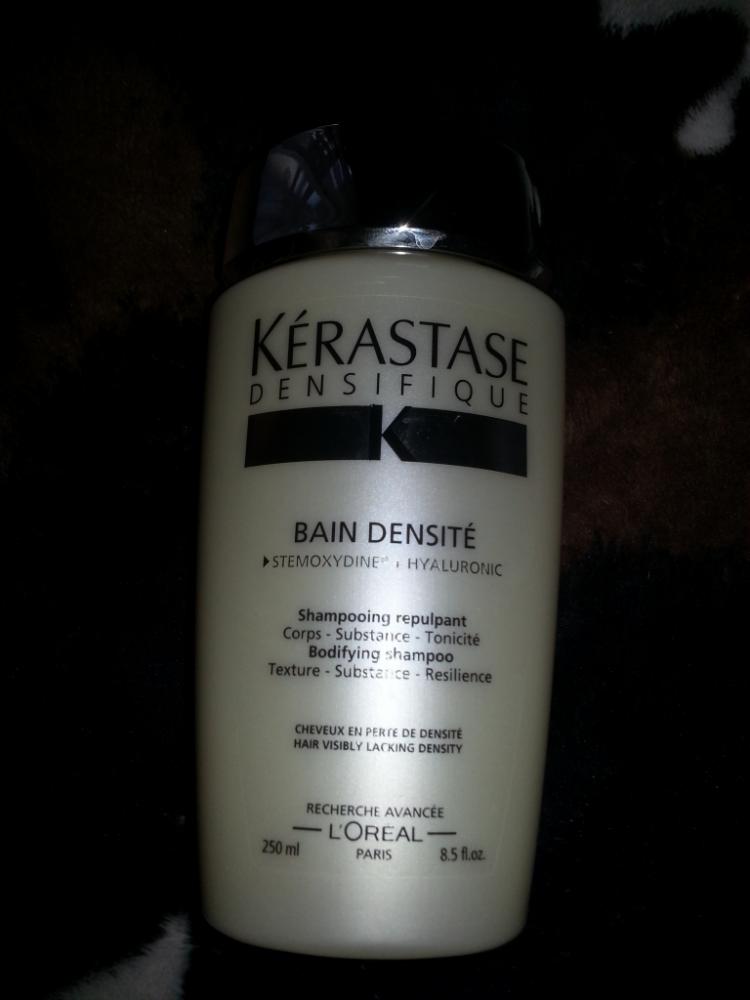 KÉRASTASE
DENSIFIQUE
K
BAIN DENSITÉ
STEMOXYDINE + HYALURONIC
Shampooing repulpant
Corps - Substance - Tonicité
Bodifying shampoo
Texture - Substance - Resilience
CHEVEUX EN PERTE DE DENSITÉ
HAIR VISIBLY LACKING DENSITY
RECHERCHE AVANCÉE
L'ORÉAL
250 ml PARIS 8.5 fl.oz.